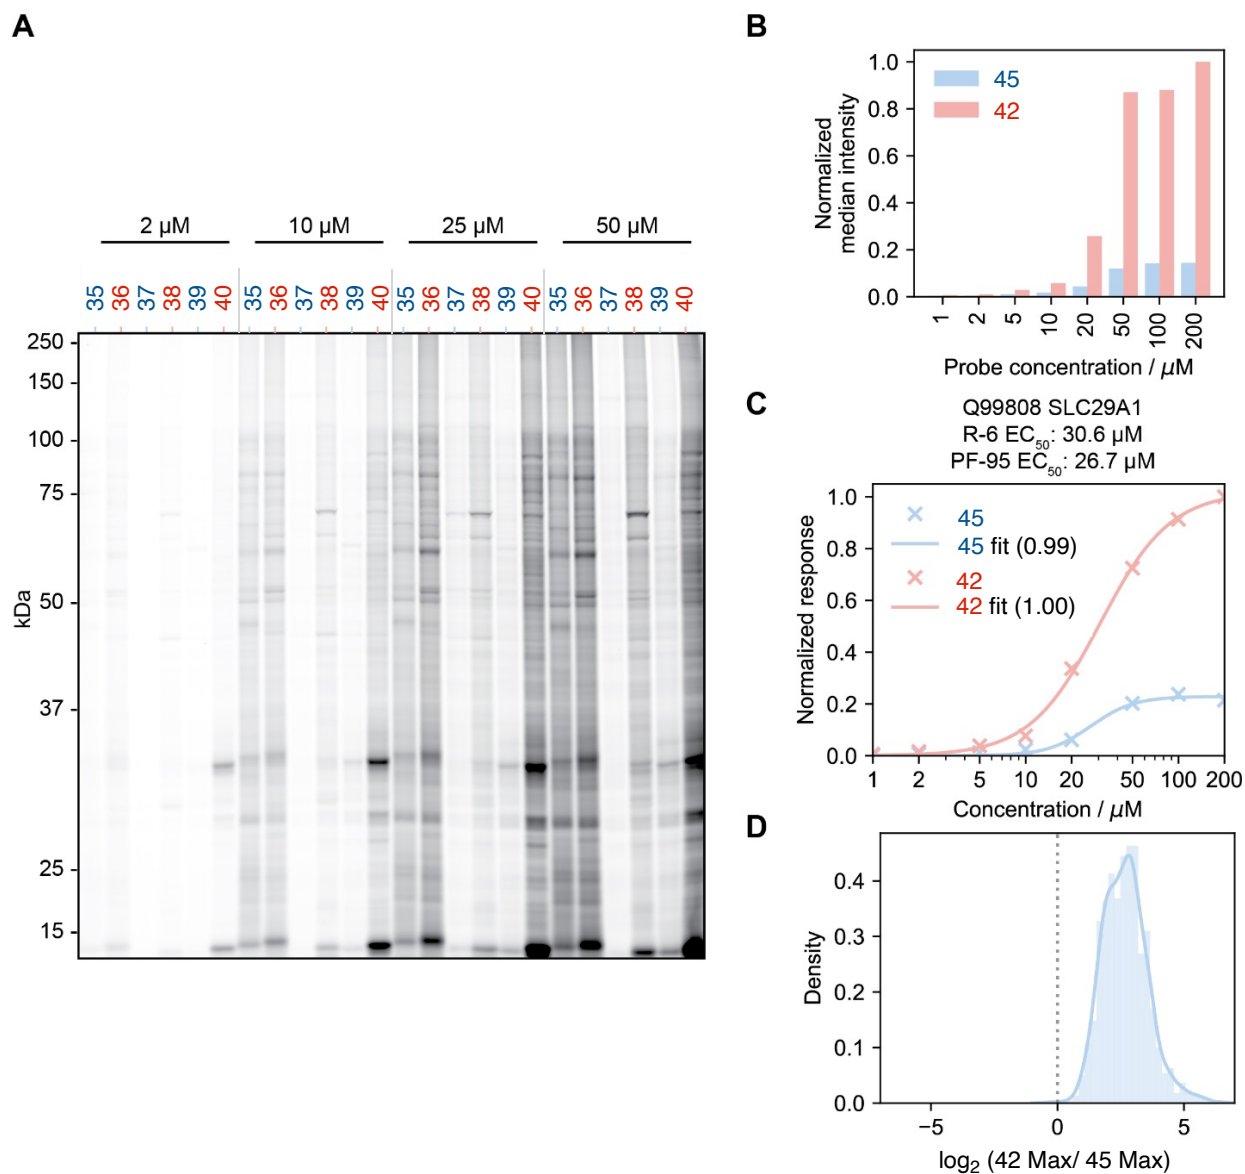 A
2 µM 10 µM 25 µM 50 µM
35 36 37 38 39 40 35 36 37 38 39 40 35 36 37 38 39 40 35 36 37 38 39 40
kDa
250
150
100
75
50
37
25
15
B
Normalized
median intensity
1.0
0.8
0.6
0.4
0.2
0.0
45
42
1 2 5 10 20 50 100 200
Probe concentration / µM
C
Q99808 SLC29A1
R-6 EC50: 30.6 µM
PF-95 EC50: 26.7 µM
Normalized response
1.0
0.8
0.6
0.4
0.2
0.0
45
45 fit (0.99)
42
42 fit (1.00)
1 2 5 10 20 50 100 200
Concentration / µM
D
Density
0.4
0.3
0.2
0.1
0.0
−5 0 5
log2 (42 Max/ 45 Max)